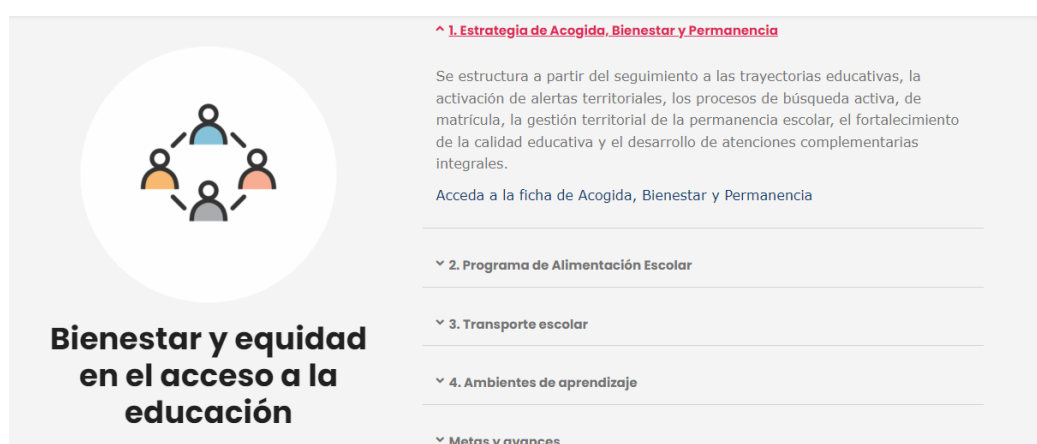 1. Estrategia de Acogida, Bienestar y Permanencia
Se estructura a partir del seguimiento a las trayectorias educativas, la
activación de alertas territoriales, los procesos de búsqueda activa, de
matrícula, la gestión territorial de la permanencia escolar, el fortalecimiento
de la calidad educativa y el desarrollo de atenciones complementarias
integrales.
Acceda a la ficha de Acogida, Bienestar y Permanencia
2. Programa de Alimentación Escolar
3. Transporte escolar
4. Ambientes de aprendizaje
Metas y avances
Bienestar y equidad
en el acceso a la
educación